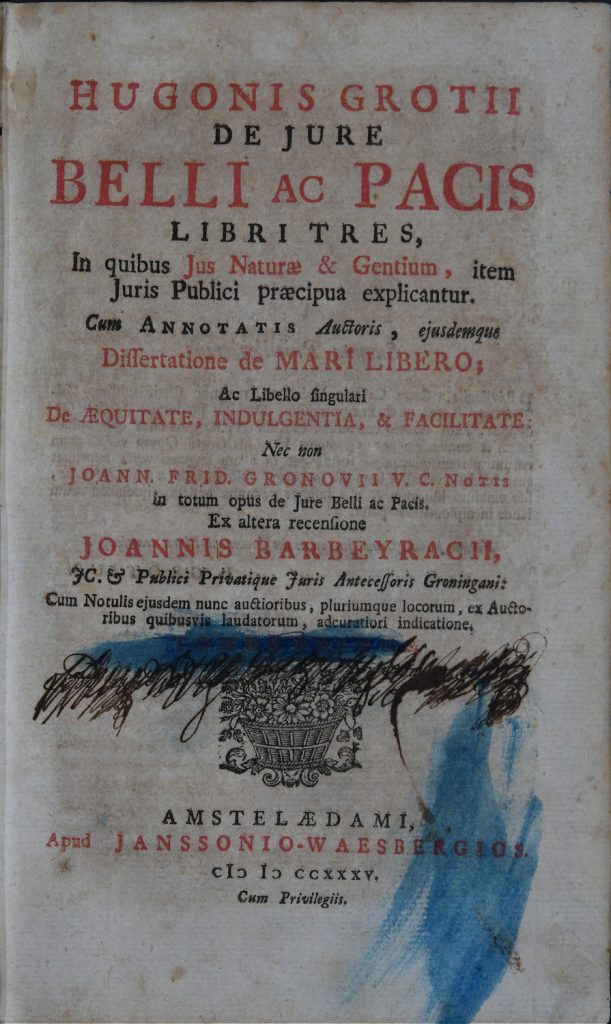 HUGONIS GROTII
DE JURE
BELLI AC PACIS
LIBRI TRES,
In quibus Jus Naturæ & Gentium, item
Juris Publici præcipua explicantur.
Cum ANNOTATIS Auctoris, ejusdemque
Dissertatione de MARI LIBERO;
Ac Libello singulari
De ÆQUITATE, INDULGENTIA, & FACILITATE:
Nec non
JOANN. FRID. GRONOVII V. C. NOTIS
in totum opus de Jure Belli ac Pacis.
Ex altera recensione
JOANNIS BARBEYRACII,
JC. & Publici Privatique Juris Antecessoris Groningani:
Cum Notulis ejusdem nunc auctioribus, pluriumque locorum, ex Aucto-
ribus quibusvis laudatorum, adcuratiori indicatione.
AMSTELÆDAMI,
Apud JANSSONIO-WAESBERGIOS.
CIↃ IↃ CCXXXV.
Cum Privilegiis.